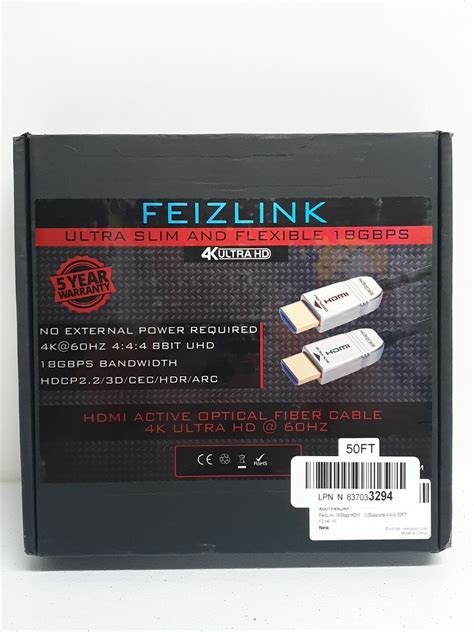 FEIZLINK
ULTRA SLIM AND FLEXIBLE 18GBPS
4K ULTRA HD
5 YEAR
WARRANTY
HDMI
HDMI
NO EXTERNAL POWER REQUIRED
4K@60HZ 4:4:4 8BIT UHD
18GBPS BANDWIDTH
HDCP2.2/3D/CEC/HDR/ARC
HDMI ACTIVE OPTICAL FIBER CABLE
4K ULTRA HD @ 60HZ
CE
RoHS
50FT
LPN N 837033294
New